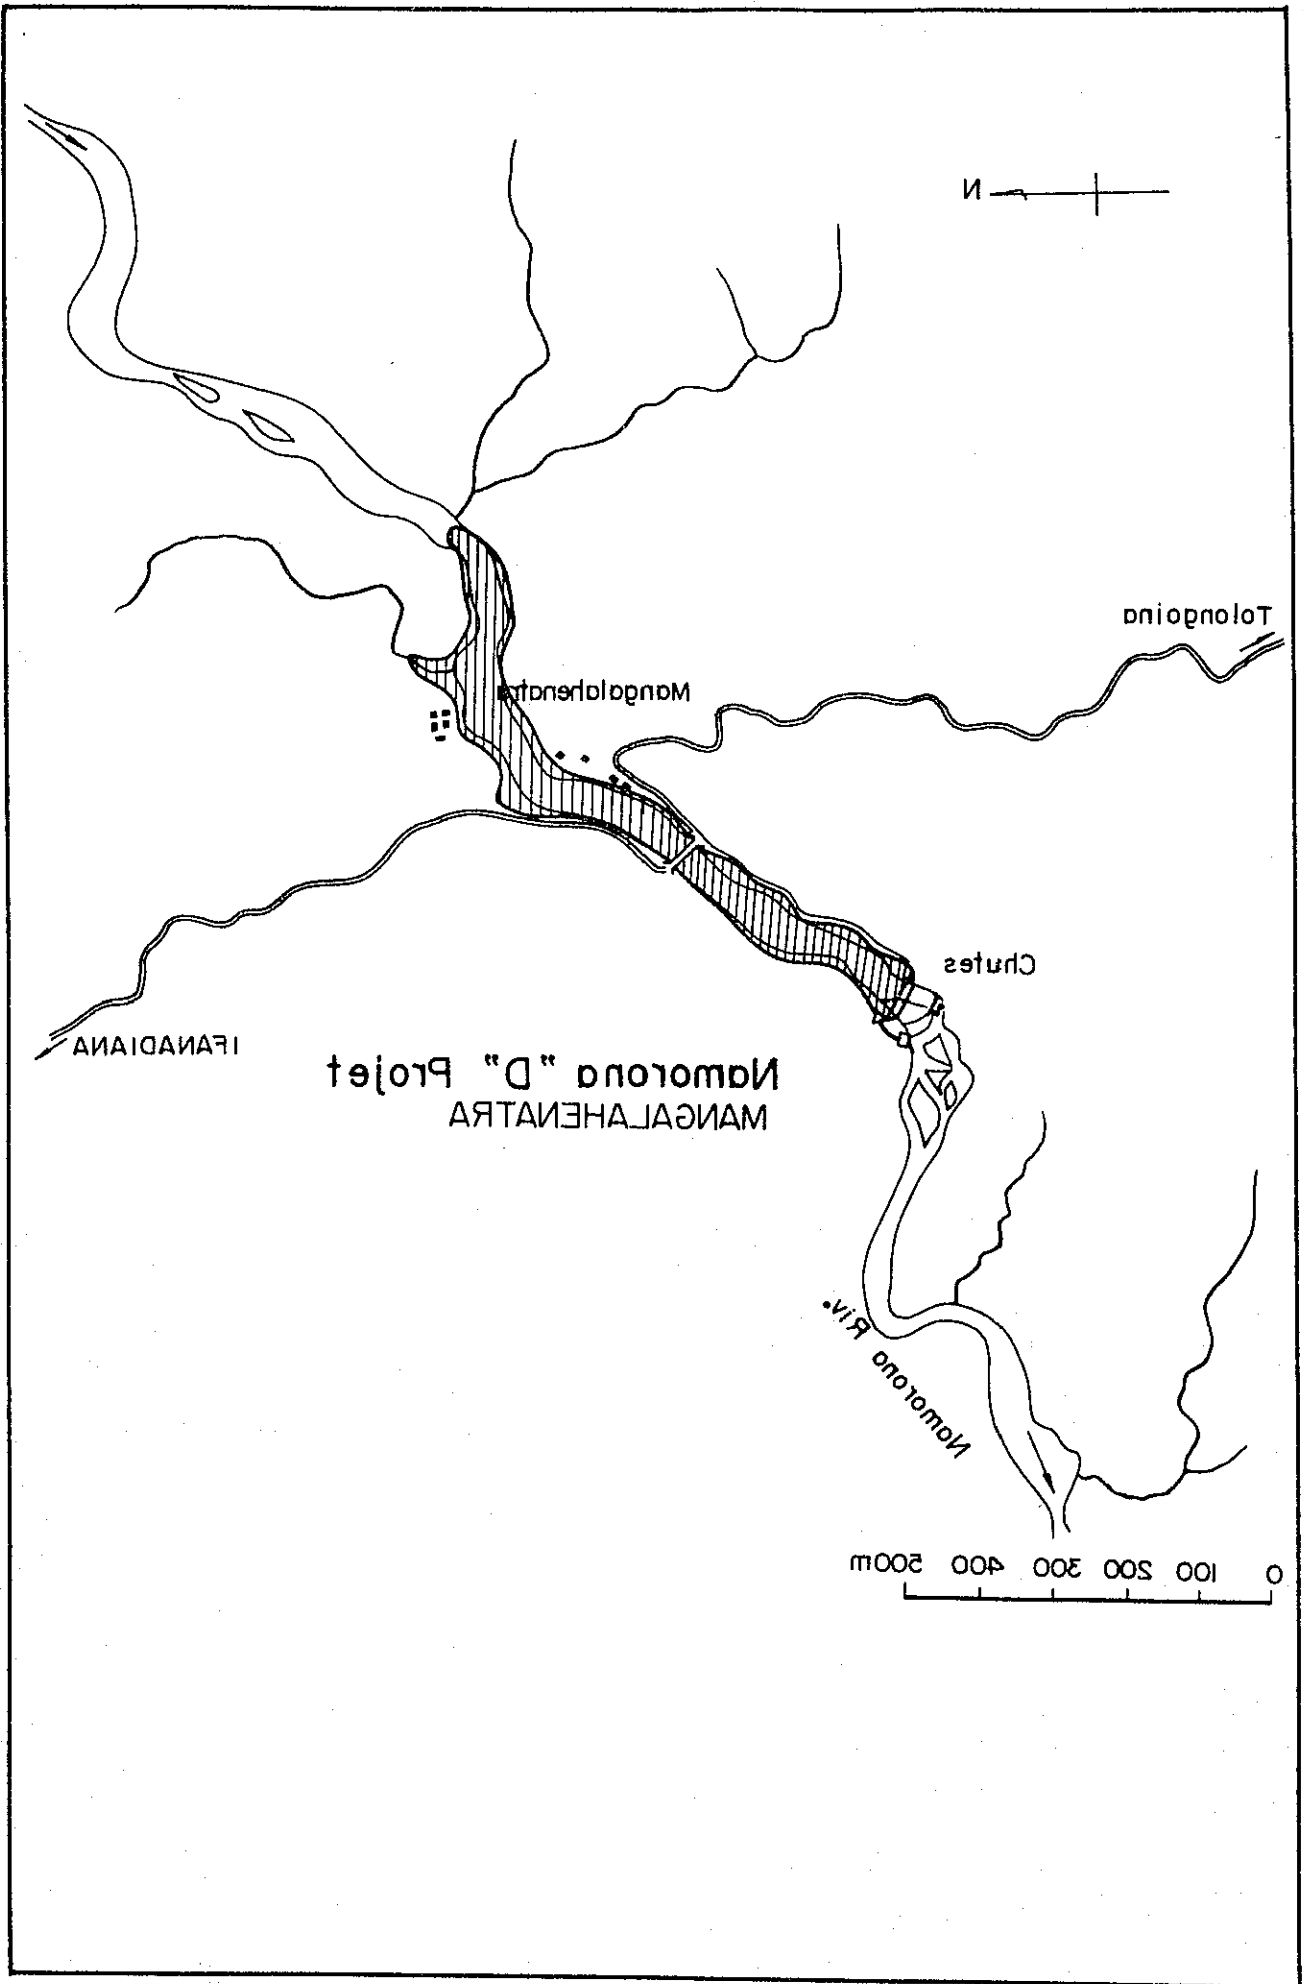 N
Tolongoina
Mangalahenatra
Chutes
IFANADIANA
Namorona "D" Projet
MANGALAHENATRA
Namorona Riv.
0 100 200 300 400 500m